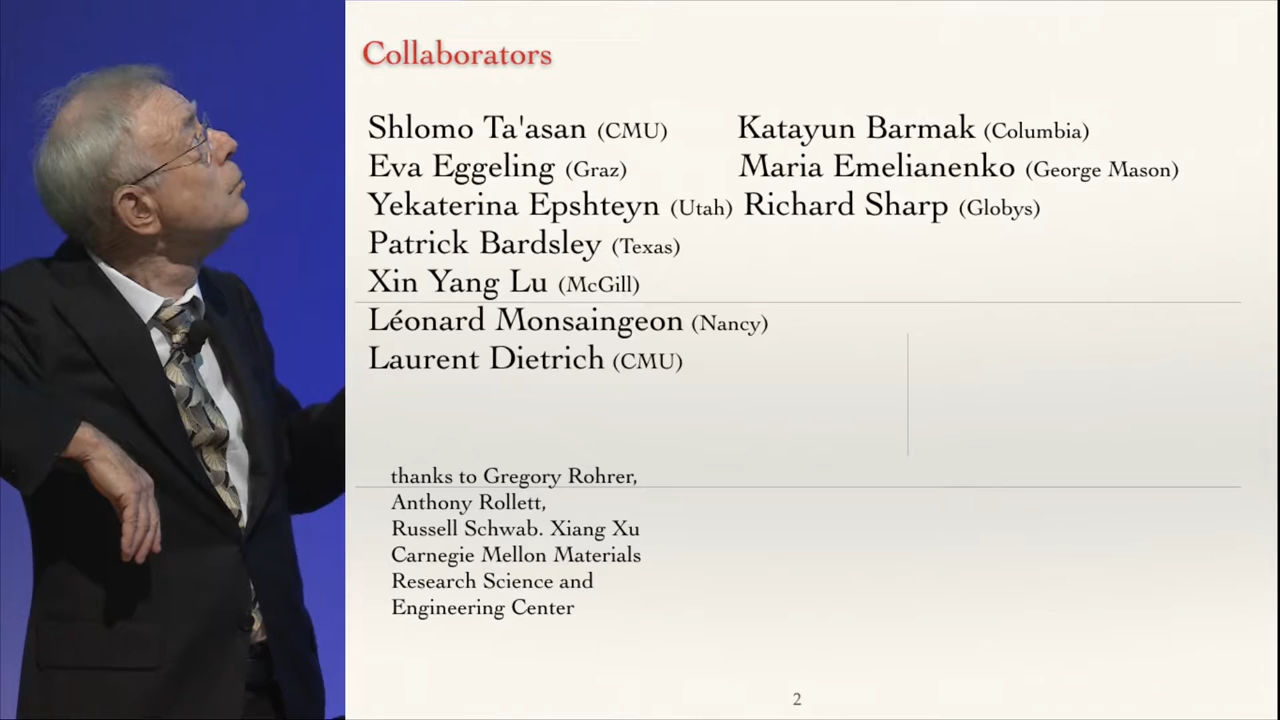 Collaborators
Shlomo Ta'asan (CMU) Katayun Barmak (Columbia)
Eva Eggeling (Graz) Maria Emelianenko (George Mason)
Yekaterina Epshteyn (Utah) Richard Sharp (Globys)
Patrick Bardsley (Texas)
Xin Yang Lu (McGill)
Léonard Monsaingeon (Nancy)
Laurent Dietrich (CMU)
thanks to Gregory Rohrer,
Anthony Rollett,
Russell Schwab. Xiang Xu
Carnegie Mellon Materials
Research Science and
Engineering Center
2